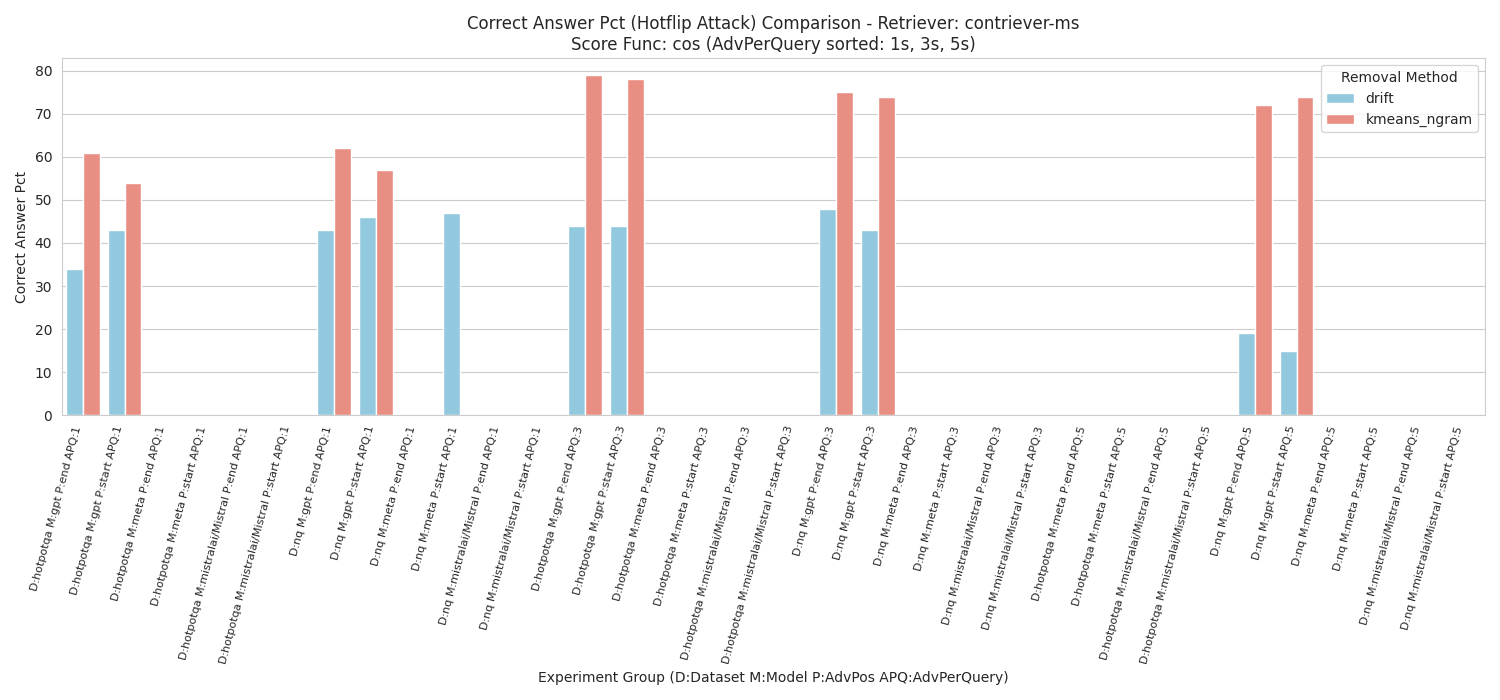 Correct Answer Pct (Hotflip Attack) Comparison - Retriever: contriever-ms
Score Func: cos (AdvPerQuery sorted: 1s, 3s, 5s)
Removal Method
drift
kmeans_ngram
Correct Answer Pct
80
70
60
50
40
30
20
10
0
D:hotpotqa M:gpt P:end APQ:1
D:hotpotqa M:gpt P:start APQ:1
D:hotpotqa M:meta P:end APQ:1
D:hotpotqa M:meta P:start APQ:1
D:hotpotqa M:mistralai/Mistral P:end APQ:1
D:hotpotqa M:mistralai/Mistral P:start APQ:1
D:nq M:gpt P:end APQ:1
D:nq M:gpt P:start APQ:1
D:nq M:meta P:end APQ:1
D:nq M:meta P:start APQ:1
D:nq M:mistralai/Mistral P:end APQ:1
D:nq M:mistralai/Mistral P:start APQ:1
D:hotpotqa M:gpt P:end APQ:3
D:hotpotqa M:gpt P:start APQ:3
D:hotpotqa M:meta P:end APQ:3
D:hotpotqa M:meta P:start APQ:3
D:hotpotqa M:mistralai/Mistral P:end APQ:3
D:hotpotqa M:mistralai/Mistral P:start APQ:3
D:nq M:gpt P:end APQ:3
D:nq M:gpt P:start APQ:3
D:nq M:meta P:end APQ:3
D:nq M:meta P:start APQ:3
D:nq M:mistralai/Mistral P:end APQ:3
D:nq M:mistralai/Mistral P:start APQ:3
D:hotpotqa M:meta P:end APQ:5
D:hotpotqa M:meta P:start APQ:5
D:hotpotqa M:mistralai/Mistral P:end APQ:5
D:hotpotqa M:mistralai/Mistral P:start APQ:5
D:nq M:gpt P:end APQ:5
D:nq M:gpt P:start APQ:5
D:nq M:meta P:end APQ:5
D:nq M:meta P:start APQ:5
D:nq M:mistralai/Mistral P:end APQ:5
D:nq M:mistralai/Mistral P:start APQ:5
Experiment Group (D:Dataset M:Model P:AdvPos APQ:AdvPerQuery)